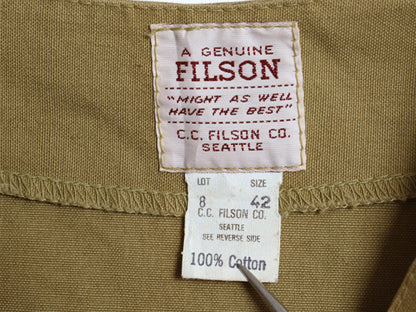 A GENUINE
FILSON
"MIGHT AS WELL
HAVE THE BEST"
C.C. FILSON CO.
SEATTLE
LOT SIZE
8 42
C.C. FILSON CO.
SEATTLE
SEE REVERSE SIDE
100% Cotton